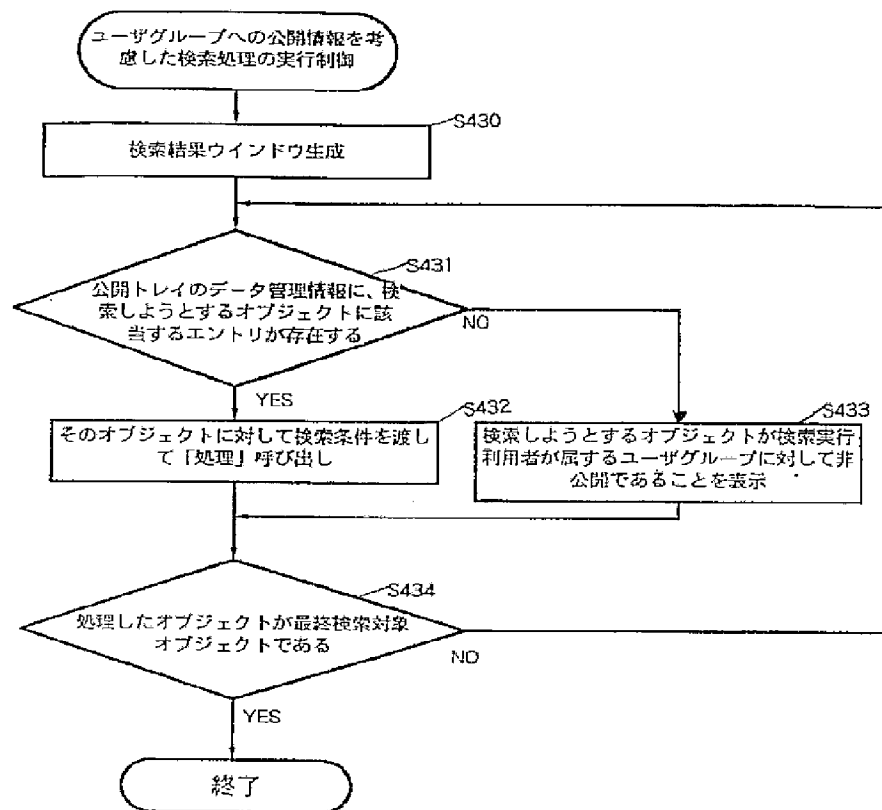 ユーザグループへの公開情報を考
慮した検索処理の実行制御
S430
検索結果ウインドウ生成
S431
公開トレイのデータ管理情報に、検
索しようとするオブジェクトに該
当するエントリが存在する
NO
YES
S432
そのオブジェクトに対して検索条件を渡し
て「処理」呼び出し
S433
検索しようとするオブジェクトが検索実行
利用者が属するユーザグループに対して非
公開であることを表示
S434
処理したオブジェクトが最終検索対象
オブジェクトである
NO
YES
終了